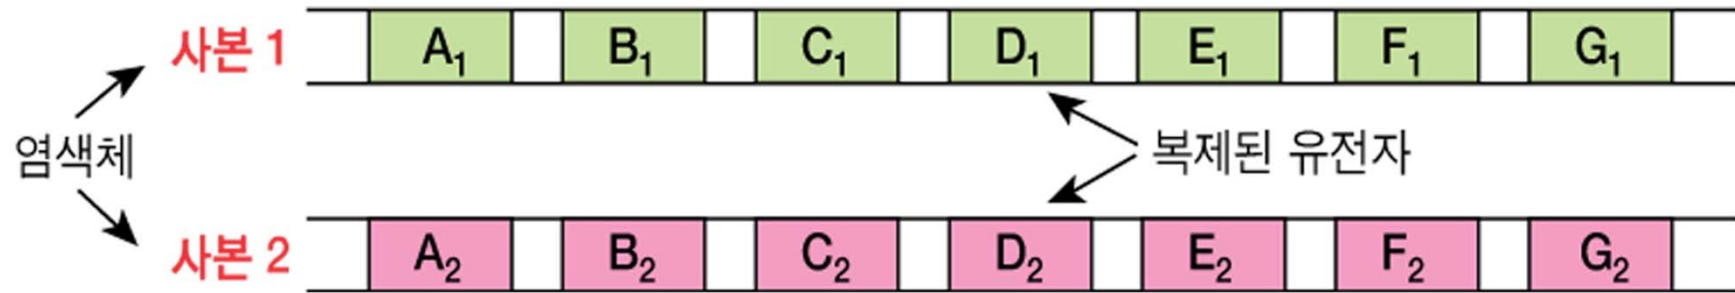 사본 1 A₁ B₁ C₁ D₁ E₁ F₁ G₁
염색체 복제된 유전자
사본 2 A₂ B₂ C₂ D₂ E₂ F₂ G₂